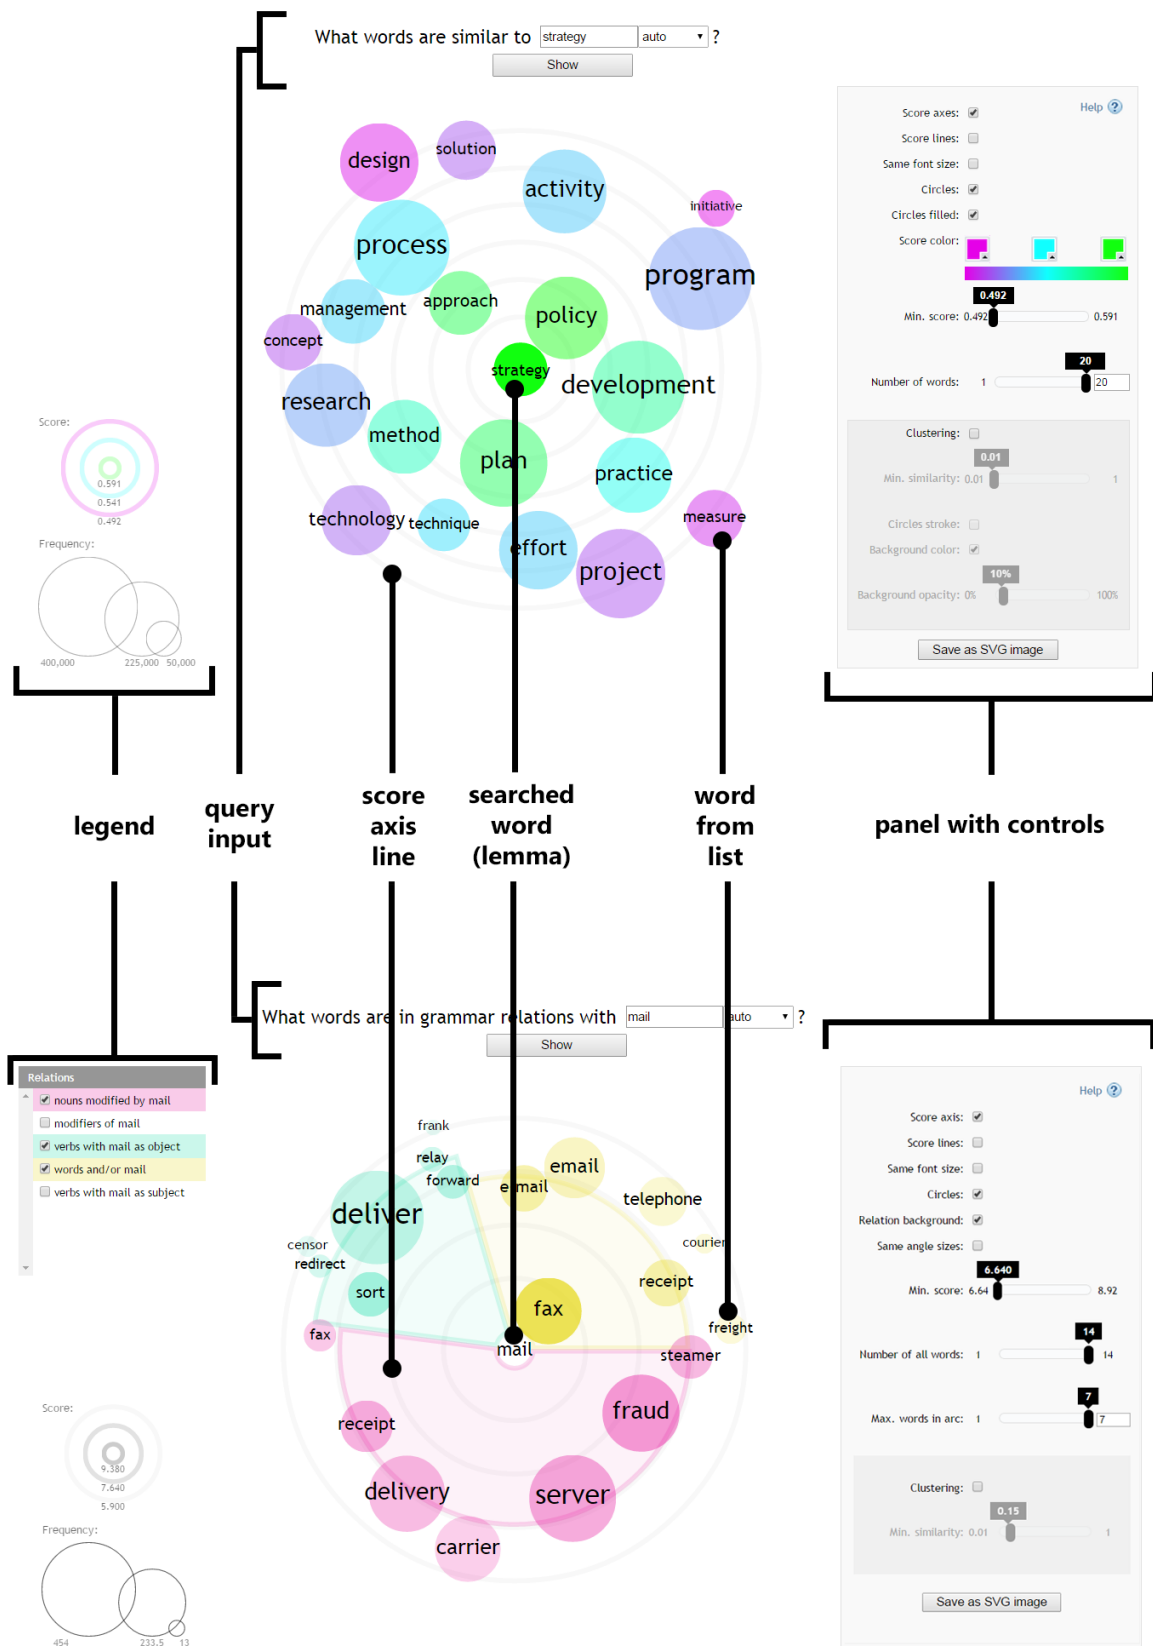 What words are similar to strategy auto ?
Show
Help ?
Score axes:
Score lines:
Same font size:
Circles:
Circles filled:
Score color:
0.492
Min. score: 0.492 0.591
20
Number of words: 1 20
Clustering:
0.01
Min. similarity: 0.01 1
Circles stroke:
Background color:
10%
Background opacity: 0% 100%
Save as SVG image
design
solution
activity
initiative
process
program
management
approach
policy
concept
strategy
development
research
method
plan
practice
technology
technique
measure
effort
project
Score:
0.591
0.541
0.492
Frequency:
400,000 225,000 50,000
legend
query
input
score
axis
line
searched
word
(lemma)
word
from
list
panel with controls
What words are in grammar relations with mail auto ?
Show
Relations
nouns modified by mail
modifiers of mail
verbs with mail as object
words and/or mail
verbs with mail as subject
frank
relay
forward
e-mail
email
deliver
telephone
censor
redirect
courier
sort
receipt
fax
fax
freight
mail
steamer
receipt
fraud
delivery
server
carrier
Score:
9.380
7.640
5.900
Frequency:
454 233.5 13
Help ?
Score axis:
Score lines:
Same font size:
Circles:
Relation background:
Same angle sizes:
6.640
Min. score: 6.64 8.92
14
Number of all words: 1 14
7
Max. words in arc: 1 7
Clustering:
0.15
Min. similarity: 0.01 1
Save as SVG image